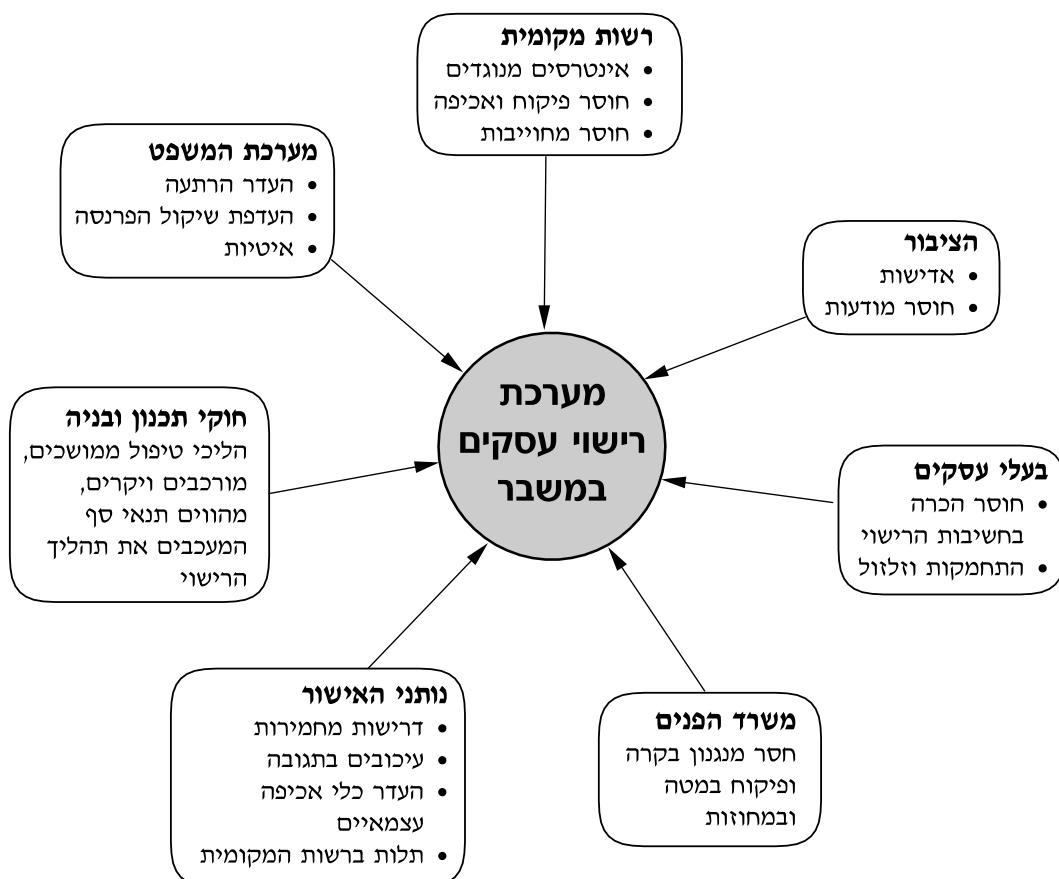 רשות מקומית
• אינטרסים מנוגדים
• חוסר פיקוח ואכיפה
• חוסר מחוייבות
מערכת המשפט
• העדר הרתעה
• העדפת שיקול הפרנסה
• איטיות
הציבור
• אדישות
• חוסר מודעות
מערכת
רישוי עסקים
במשבר
חוקי תכנון ובניה
הליכי טיפול ממושכים,
מורכבים ויקרים,
מהווים תנאי סף
המעכבים את תהליך
הרישוי
בעלי עסקים
• חוסר הכרה
בחשיבות הרישוי
• התחמקות וזלזול
נותני האישור
• דרישות מחמירות
• עיכובים בתגובה
• העדר כלי אכיפה
עצמאיים
• תלות ברשות המקומית
משרד הפנים
חסר מנגנון בקרה
ופיקוח במטה
ובמחוזות